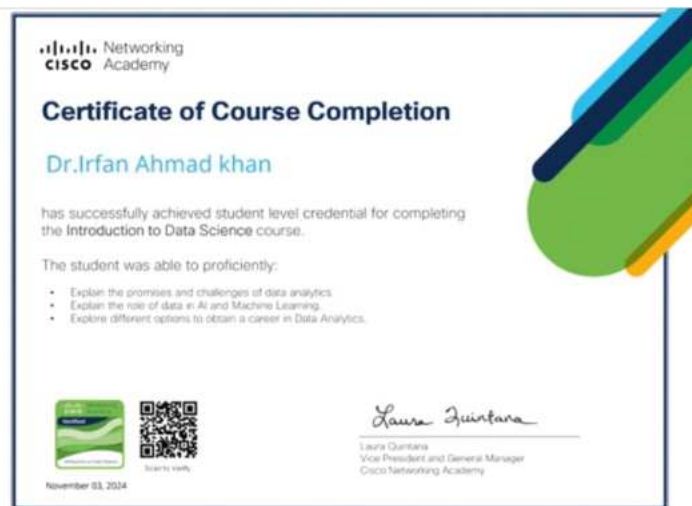 Networking
CISCO Academy
Certificate of Course Completion
Dr.Irfan Ahmad khan
has successfully achieved student level credential for completing
the Introduction to Data Science course.
The student was able to proficiently:
• Explain the promises and challenges of data analytics.
• Explain the role of data in AI and Machine Learning.
• Explore different options to obtain a career in Data Analytics.
Scan to Verify
November 03, 2024
Laura Quintana
Laura Quintana
Vice President and General Manager
Cisco Networking Academy